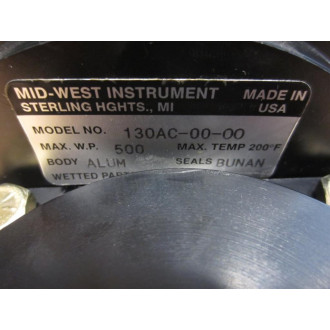 MID-WEST INSTRUMENT MADE IN
STERLING HGHTS., MI USA
MODEL NO. 130AC-00-00
MAX. W.P. 500 MAX. TEMP 200°F
BODY ALUM SEALS BUNAN
WETTED